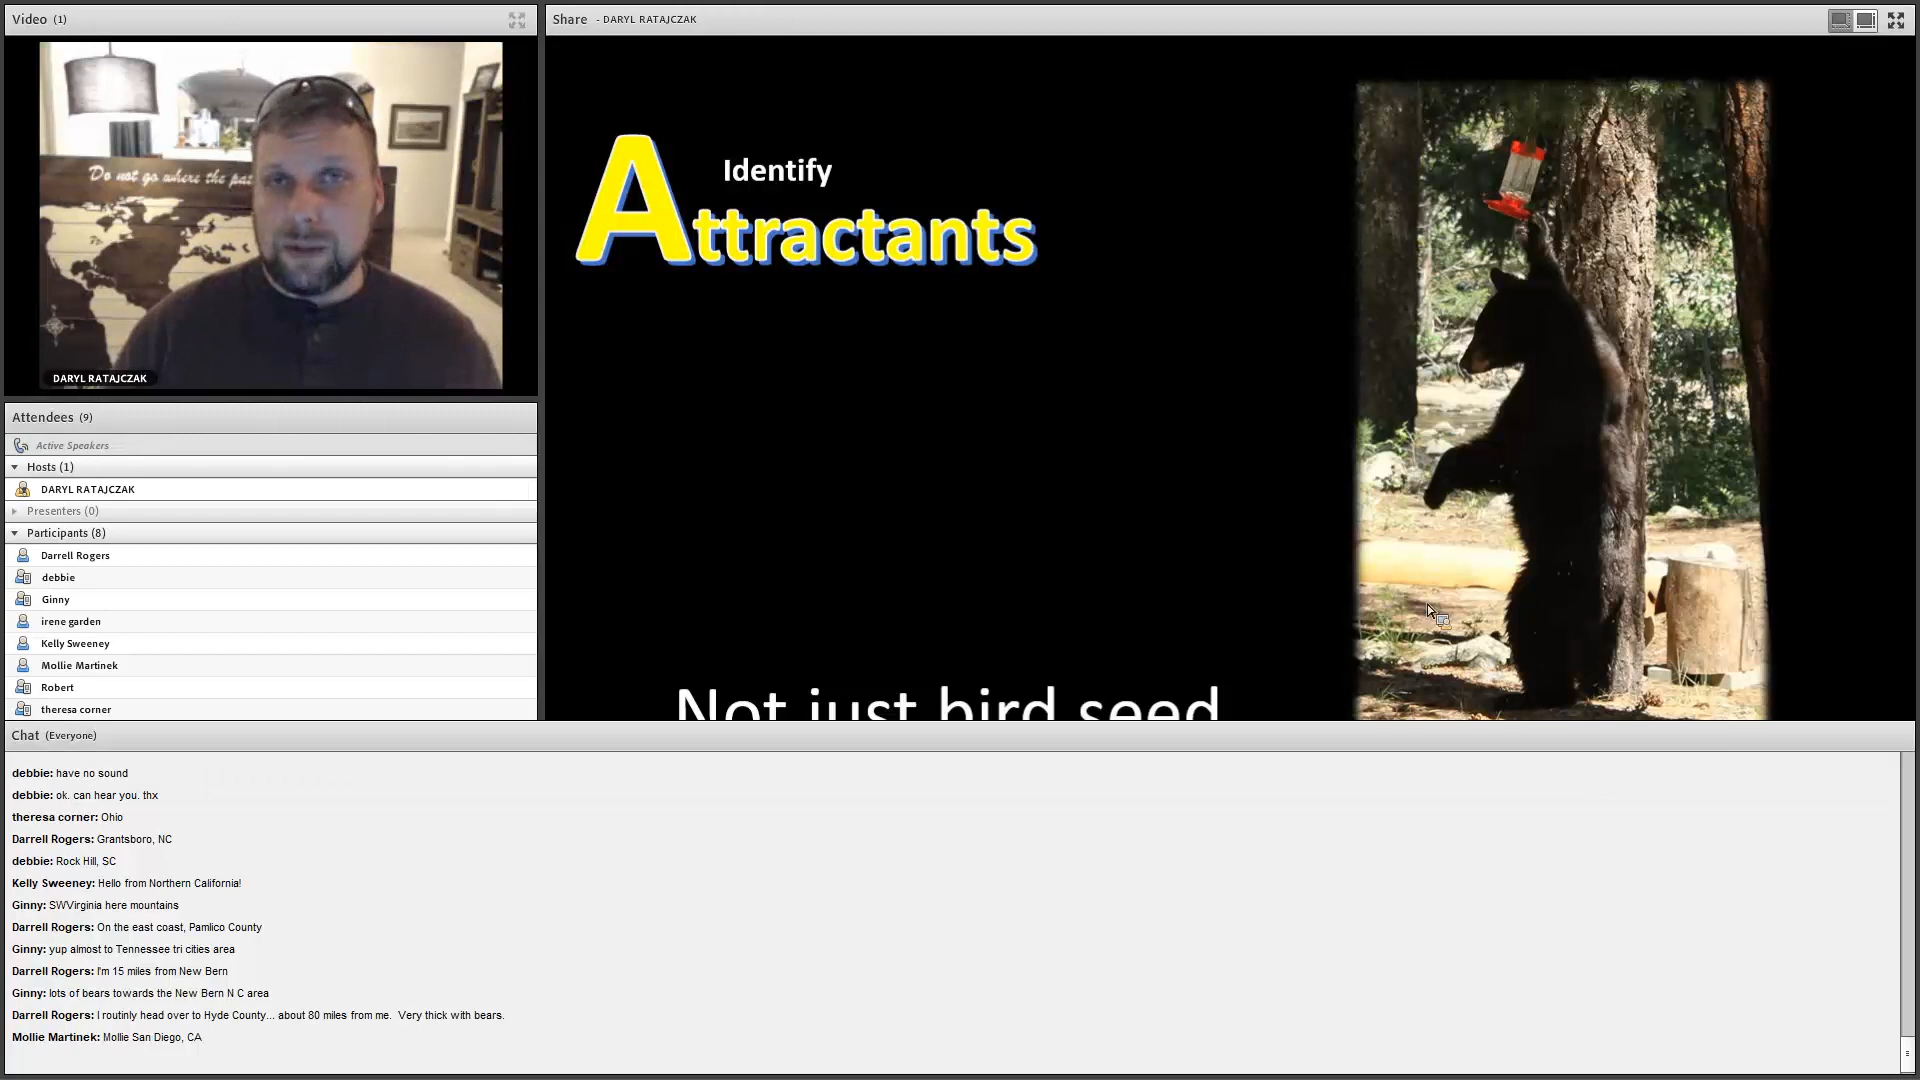 Video (1)
Do not go where the pa
DARYL RATAJCZAK
Attendees (9)
Active Speakers
Hosts (1)
DARYL RATAJCZAK
Presenters (0)
Participants (8)
Darrell Rogers
debbie
Ginny
irene garden
Kelly Sweeney
Mollie Martinek
Robert
theresa corner
Share - DARYL RATAJCZAK
Identify
Attractants
Not just bird seed
Chat (Everyone)
debbie: have no sound
debbie: ok. can hear you. thx
theresa corner: Ohio
Darrell Rogers: Grantsboro, NC
debbie: Rock Hill, SC
Kelly Sweeney: Hello from Northern California!
Ginny: SWVirginia here mountains
Darrell Rogers: On the east coast, Pamlico County
Ginny: yup almost to Tennessee tri cities area
Darrell Rogers: I'm 15 miles from New Bern
Ginny: lots of bears towards the New Bern N C area
Darrell Rogers: I routinly head over to Hyde County... about 80 miles from me.  Very thick with bears.
Mollie Martinek: Mollie San Diego, CA